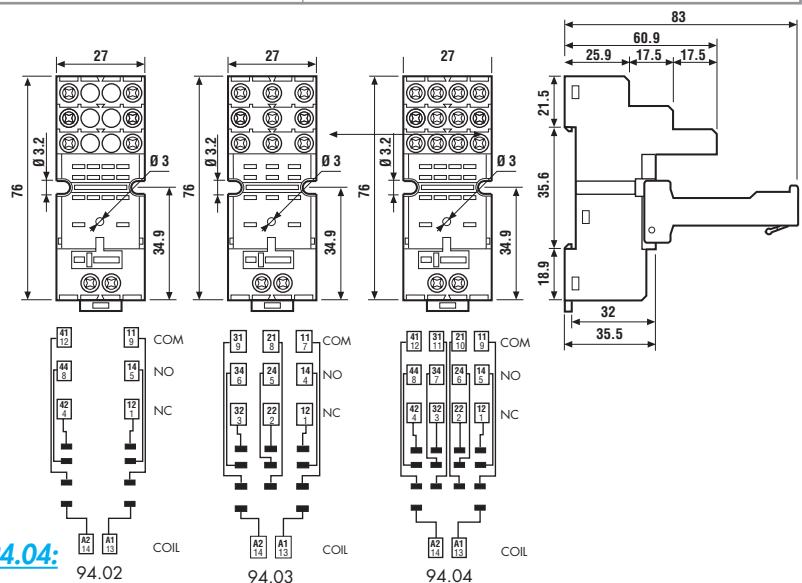 83
60.9
25.9 17.5 17.5
27 27 27
21.5
Ø 3.2 Ø 3 Ø 3.2 Ø 3 Ø 3.2 Ø 3
76 76 76
35.6
34.9 34.9 34.9
18.9
32
35.5
41 12 11 9 COM
44 8 14 5 NO
42 4 12 1 NC
A2 14 A1 13 COIL
94.02
31 9 21 8 11 7 COM
34 6 24 5 14 4 NO
32 3 22 2 12 1 NC
A2 14 A1 13 COIL
94.03
41 12 31 11 21 10 11 9 COM
44 8 34 7 24 6 14 5 NO
42 4 32 3 22 2 12 1 NC
A2 14 A1 13 COIL
94.04
94.04: